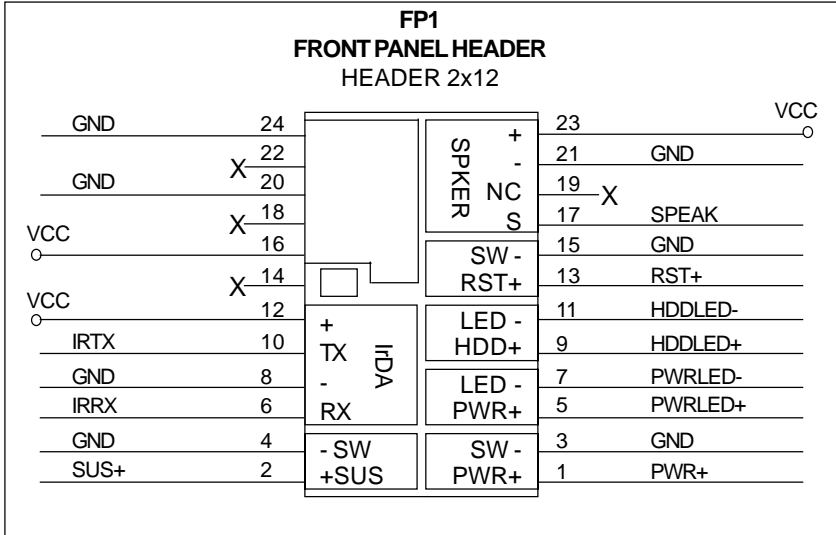 FP1
FRONT PANEL HEADER
HEADER 2x12
VCC
GND 24 + 23
X 22 - 21 GND
GND 20 NC 19 X
X 18 S 17 SPEAK
SPKER
VCC 16 SW - 15 GND
X 14 RST+ 13 RST+
VCC 12 + LED - 11 HDDLED-
IRTX 10 TX HDD+ 9 HDDLED+
IrDA
GND 8 - LED - 7 PWRLED-
IRRX 6 RX PWR+ 5 PWRLED+
GND 4 - SW SW - 3 GND
SUS+ 2 +SUS PWR+ 1 PWR+